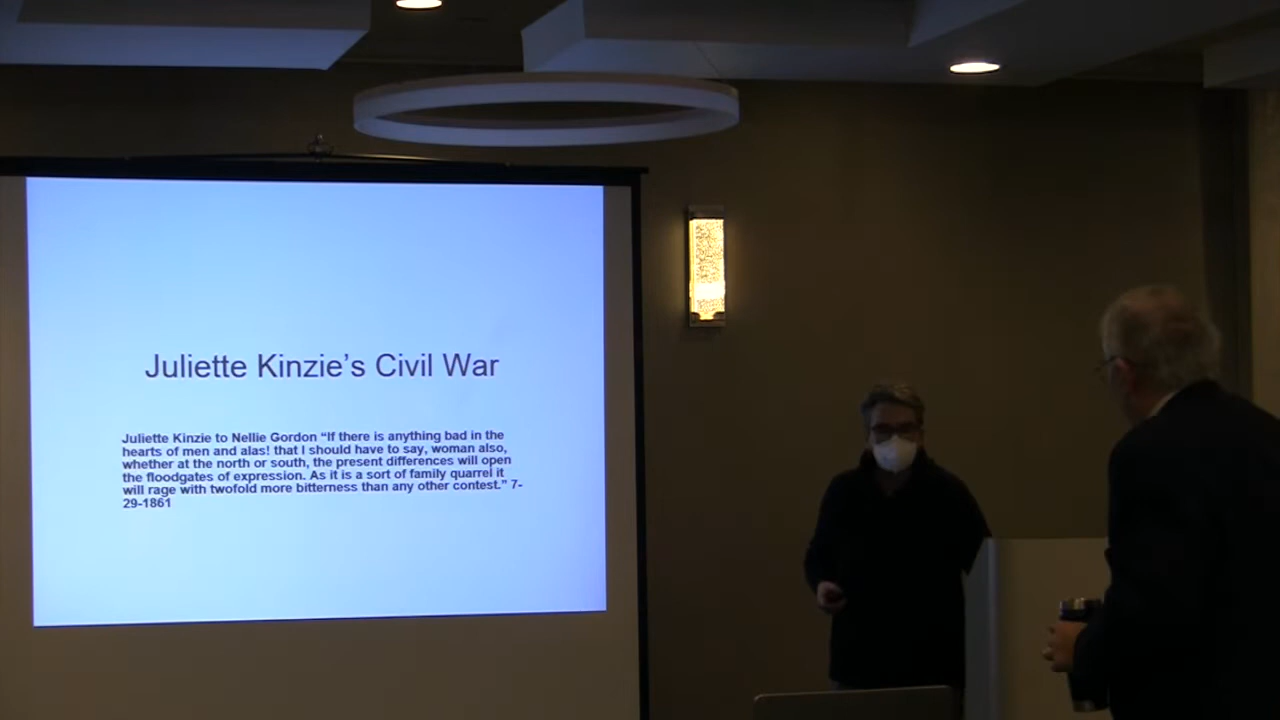 Juliette Kinzie’s Civil War
Juliette Kinzie to Nellie Gordon “If there is anything bad in the
hearts of men and alas! that I should have to say, woman also,
whether at the north or south, the present differences will open
the floodgates of expression. As it is a sort of family quarrel it
will rage with twofold more bitterness than any other contest.” 7-
29-1861